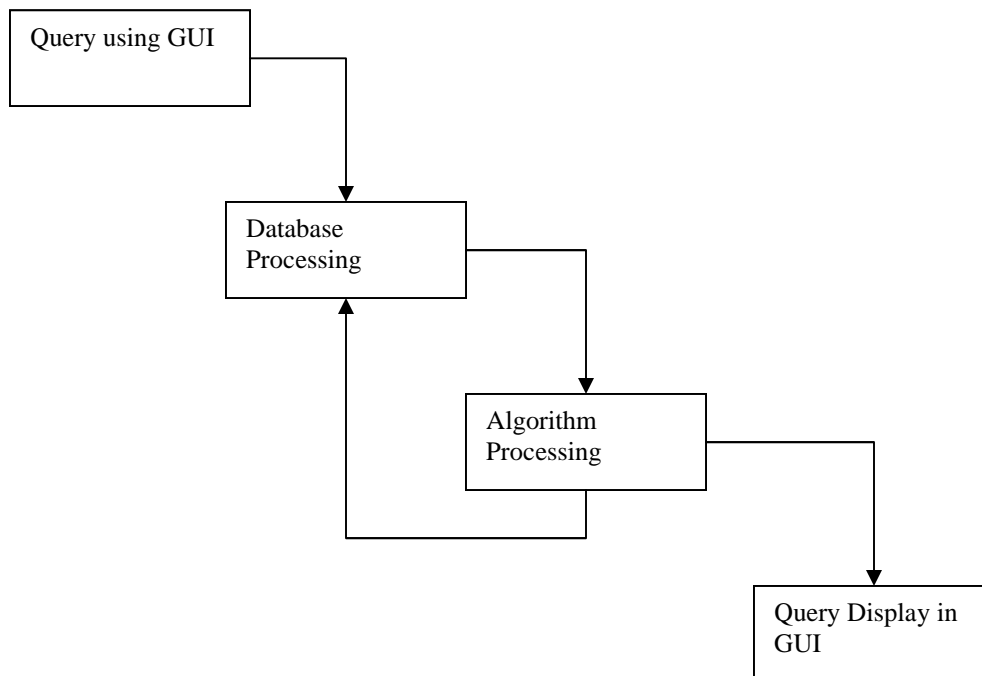 Query using GUI
Database
Processing
Algorithm
Processing
Query Display in
GUI